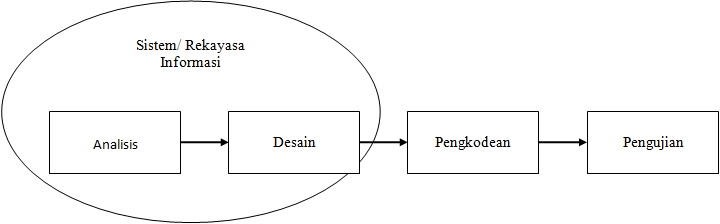 Sistem/ Rekayasa
Informasi
Analisis
Desain
Pengkodean
Pengujian